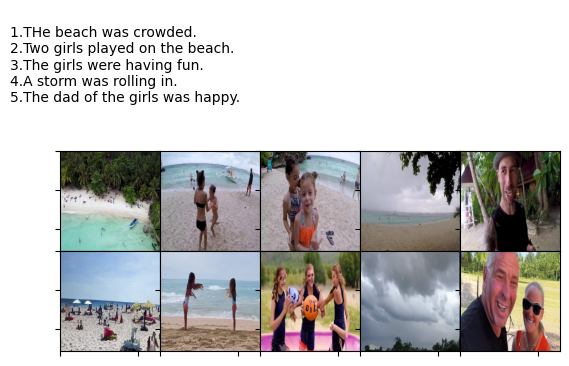 1.THe beach was crowded.
2.Two girls played on the beach.
3.The girls were having fun.
4.A storm was rolling in.
5.The dad of the girls was happy.